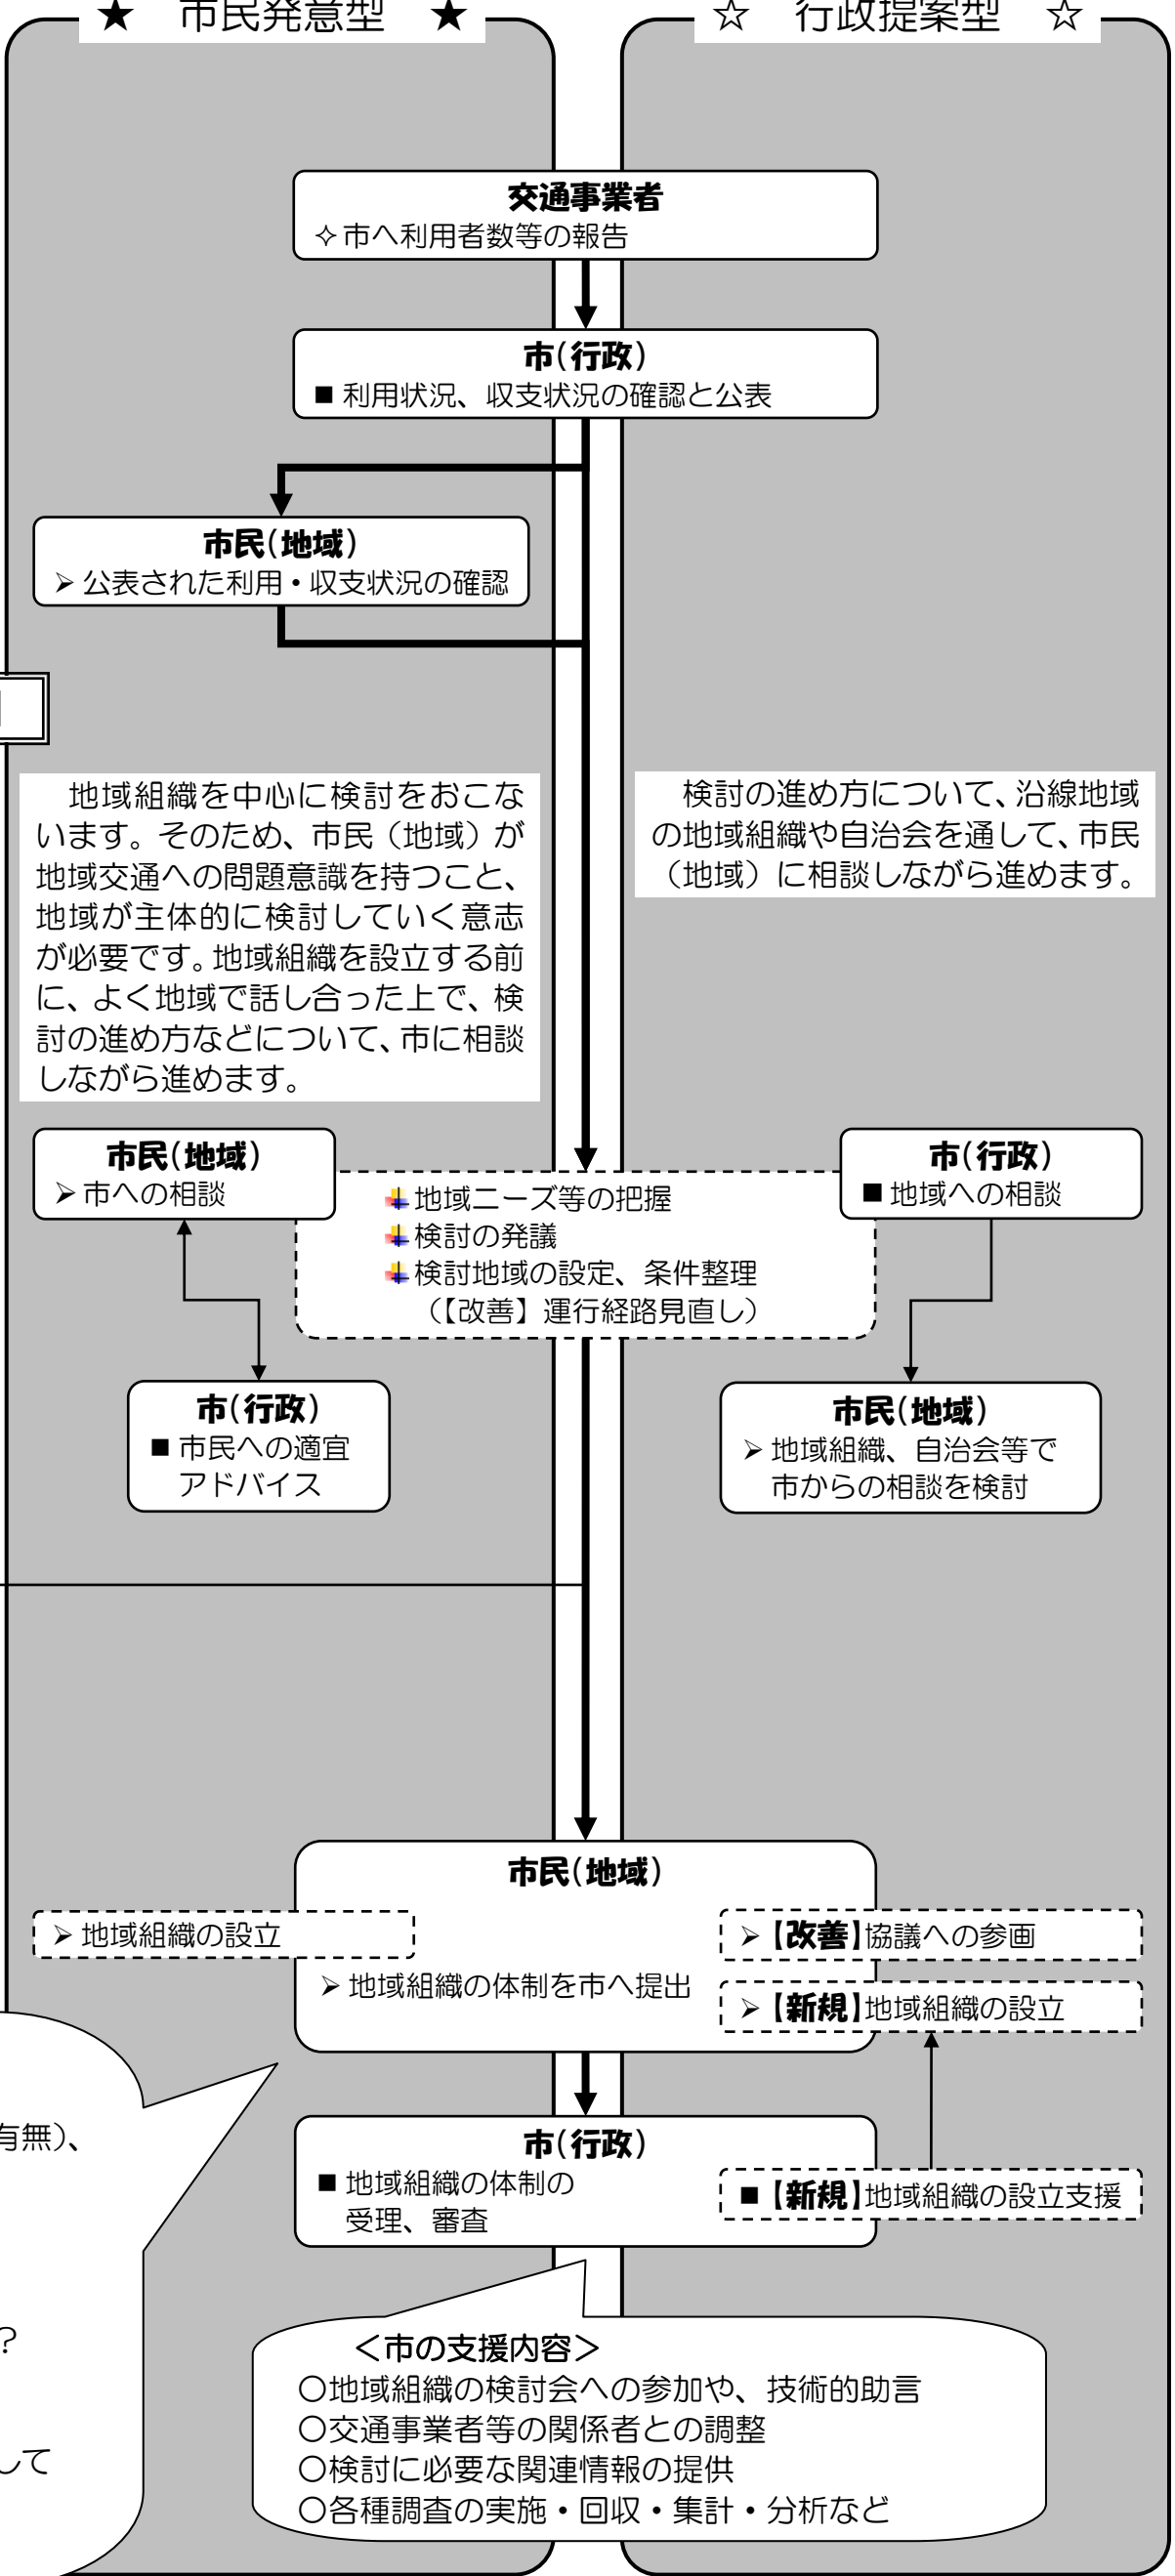 ★　市民発意型　★
☆　行政提案型　☆
交通事業者
✧市へ利用者数等の報告
市(行政)
■ 利用状況、収支状況の確認と公表
市民(地域)
➢ 公表された利用・収支状況の確認
　地域組織を中心に検討をおこな
います。そのため、市民（地域）が
地域交通への問題意識を持つこと、
地域が主体的に検討していく意志
が必要です。地域組織を設立する前
に、よく地域で話し合った上で、検
討の進め方などについて、市に相談
しながら進めます。
　検討の進め方について、沿線地域
の地域組織や自治会を通して、市民
（地域）に相談しながら進めます。
市民(地域)
➢ 市への相談
地域ニーズ等の把握
検討の発議
検討地域の設定、条件整理
（【改善】運行経路見直し）
市(行政)
■ 地域への相談
市(行政)
■ 市民への適宜
アドバイス
市民(地域)
➢ 地域組織、自治会等で
市からの相談を検討
市民(地域)
➢ 地域組織の設立
➢ 【改善】協議への参画
➢ 地域組織の体制を市へ提出
➢ 【新規】地域組織の設立
市(行政)
■ 地域組織の体制の
受理、審査
■ 【新規】地域組織の設立支援
有無)、
？
して
＜市の支援内容＞
○地域組織の検討会への参加や、技術的助言
○交通事業者等の関係者との調整
○検討に必要な関連情報の提供
○各種調査の実施・回収・集計・分析など